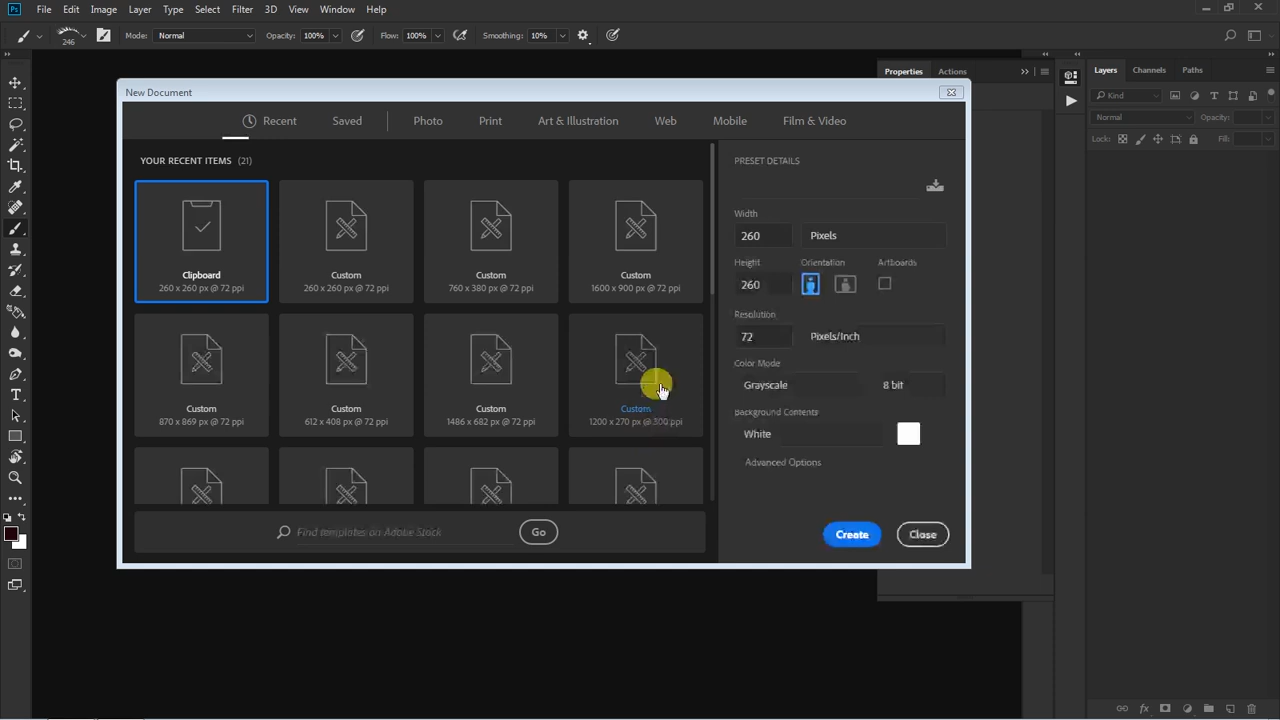 Ps File Edit Image Layer Type Select Filter 3D View Window Help
246 Mode: Normal Opacity: 100% Flow: 100% Smoothing: 10%
Properties Actions
Layers Channels Paths
Kind
Normal Opacity:
Lock: Fill:
New Document
Recent Saved Photo Print Art & Illustration Web Mobile Film & Video
YOUR RECENT ITEMS (21)
Clipboard
260 x 260 px @ 72 ppi
Custom
260 x 260 px @ 72 ppi
Custom
760 x 380 px @ 72 ppi
Custom
1600 x 900 px @ 72 ppi
Custom
870 x 869 px @ 72 ppi
Custom
612 x 408 px @ 72 ppi
Custom
1486 x 682 px @ 72 ppi
Custom
1200 x 270 px @ 300 ppi
Find templates on Adobe Stock Go
PRESET DETAILS
Width
260 Pixels
Height Orientation Artboards
260
Resolution
72 Pixels/Inch
Color Mode
Grayscale 8 bit
Background Contents
White
Advanced Options
Create Close
fx